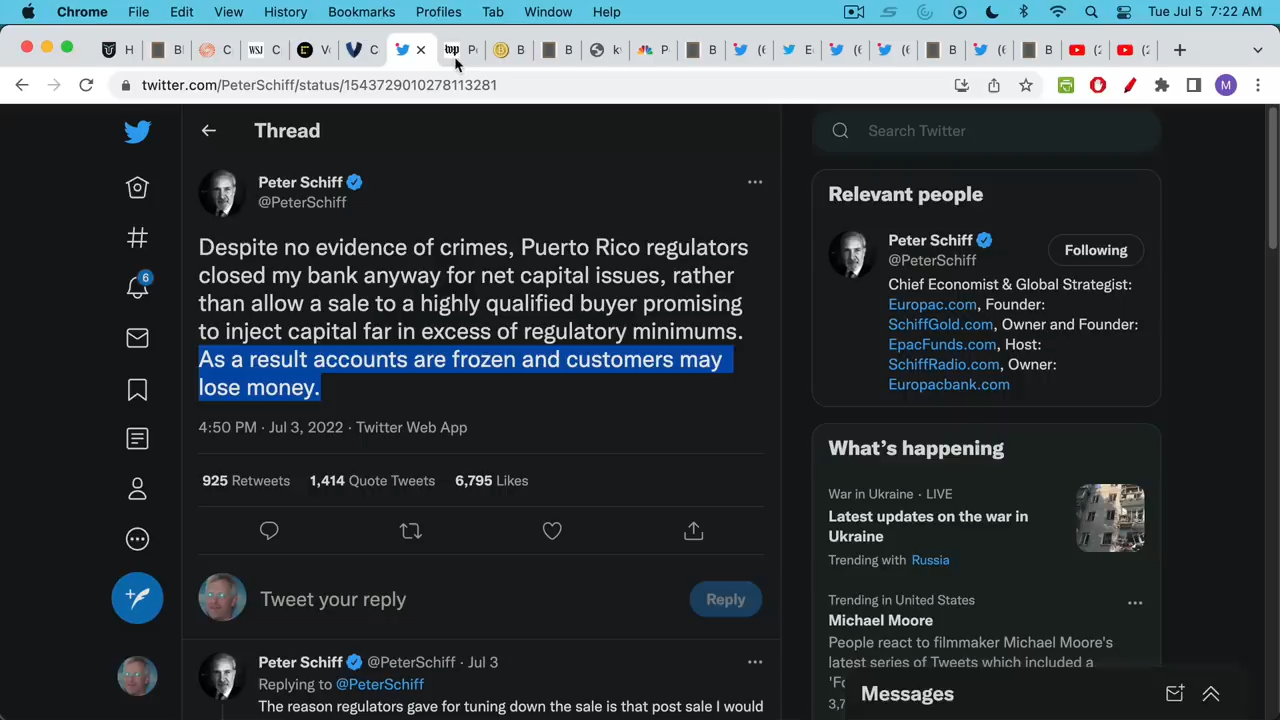 Chrome File Edit View History Bookmarks Profiles Tab Window Help Tue Jul 5 7:22 AM
H B C WSJ C V C wp P B B k P B (6 E (6 (6 B (6 B (2 (2
twitter.com/PeterSchiff/status/1543729010278113281 M
Thread
Search Twitter
Peter Schiff
@PeterSchiff
Despite no evidence of crimes, Puerto Rico regulators
closed my bank anyway for net capital issues, rather
than allow a sale to a highly qualified buyer promising
to inject capital far in excess of regulatory minimums.
As a result accounts are frozen and customers may
lose money.
4:50 PM · Jul 3, 2022 · Twitter Web App
925 Retweets 1,414 Quote Tweets 6,795 Likes
6
Tweet your reply
Reply
Peter Schiff @PeterSchiff · Jul 3
Replying to @PeterSchiff
The reason regulators gave for tuning down the sale is that post sale I would
Relevant people
Peter Schiff
@PeterSchiff
Following
Chief Economist & Global Strategist:
Europac.com, Founder:
SchiffGold.com, Owner and Founder:
EpacFunds.com, Host:
SchiffRadio.com, Owner:
Europacbank.com
What's happening
War in Ukraine · LIVE
Latest updates on the war in
Ukraine
Trending with Russia
Trending in United States
Michael Moore
People react to filmmaker Michael Moore's
latest series of Tweets which included a
Messages